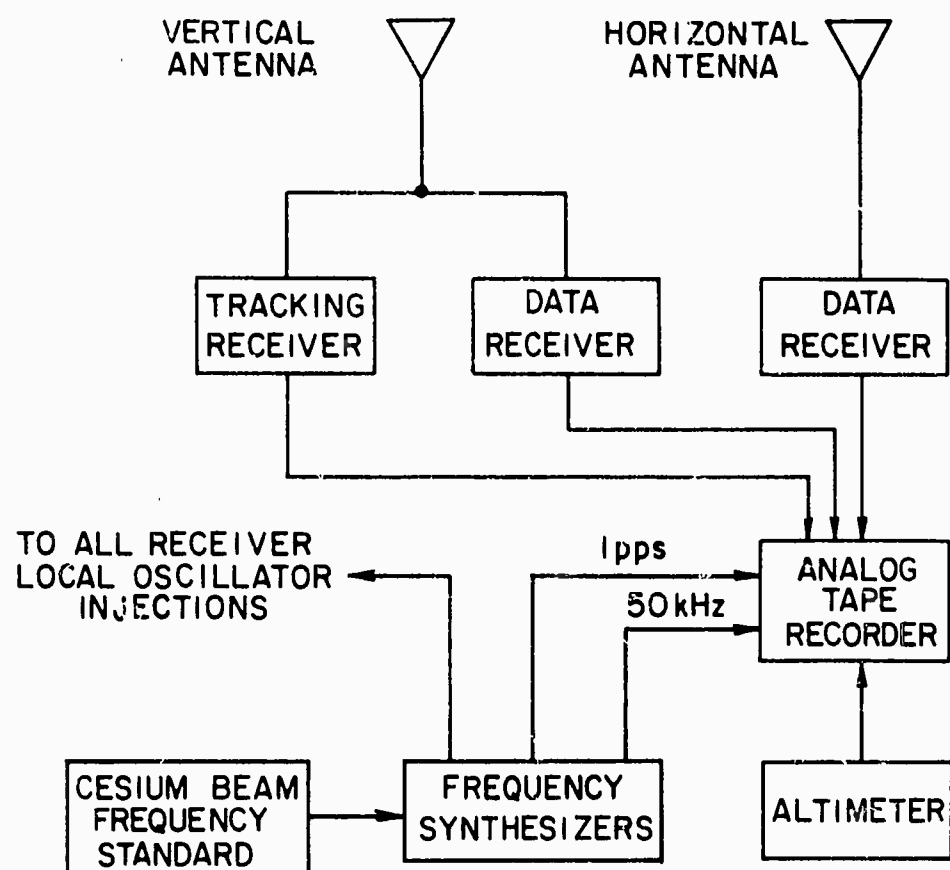 VERTICAL
ANTENNA
HORIZONTAL
ANTENNA
TRACKING
RECEIVER
DATA
RECEIVER
DATA
RECEIVER
TO ALL RECEIVER
LOCAL OSCILLATOR
INJECTIONS
1pps
50kHz
ANALOG
TAPE
RECORDER
CESIUM BEAM
FREQUENCY
STANDARD
FREQUENCY
SYNTHESIZERS
ALTIMETER